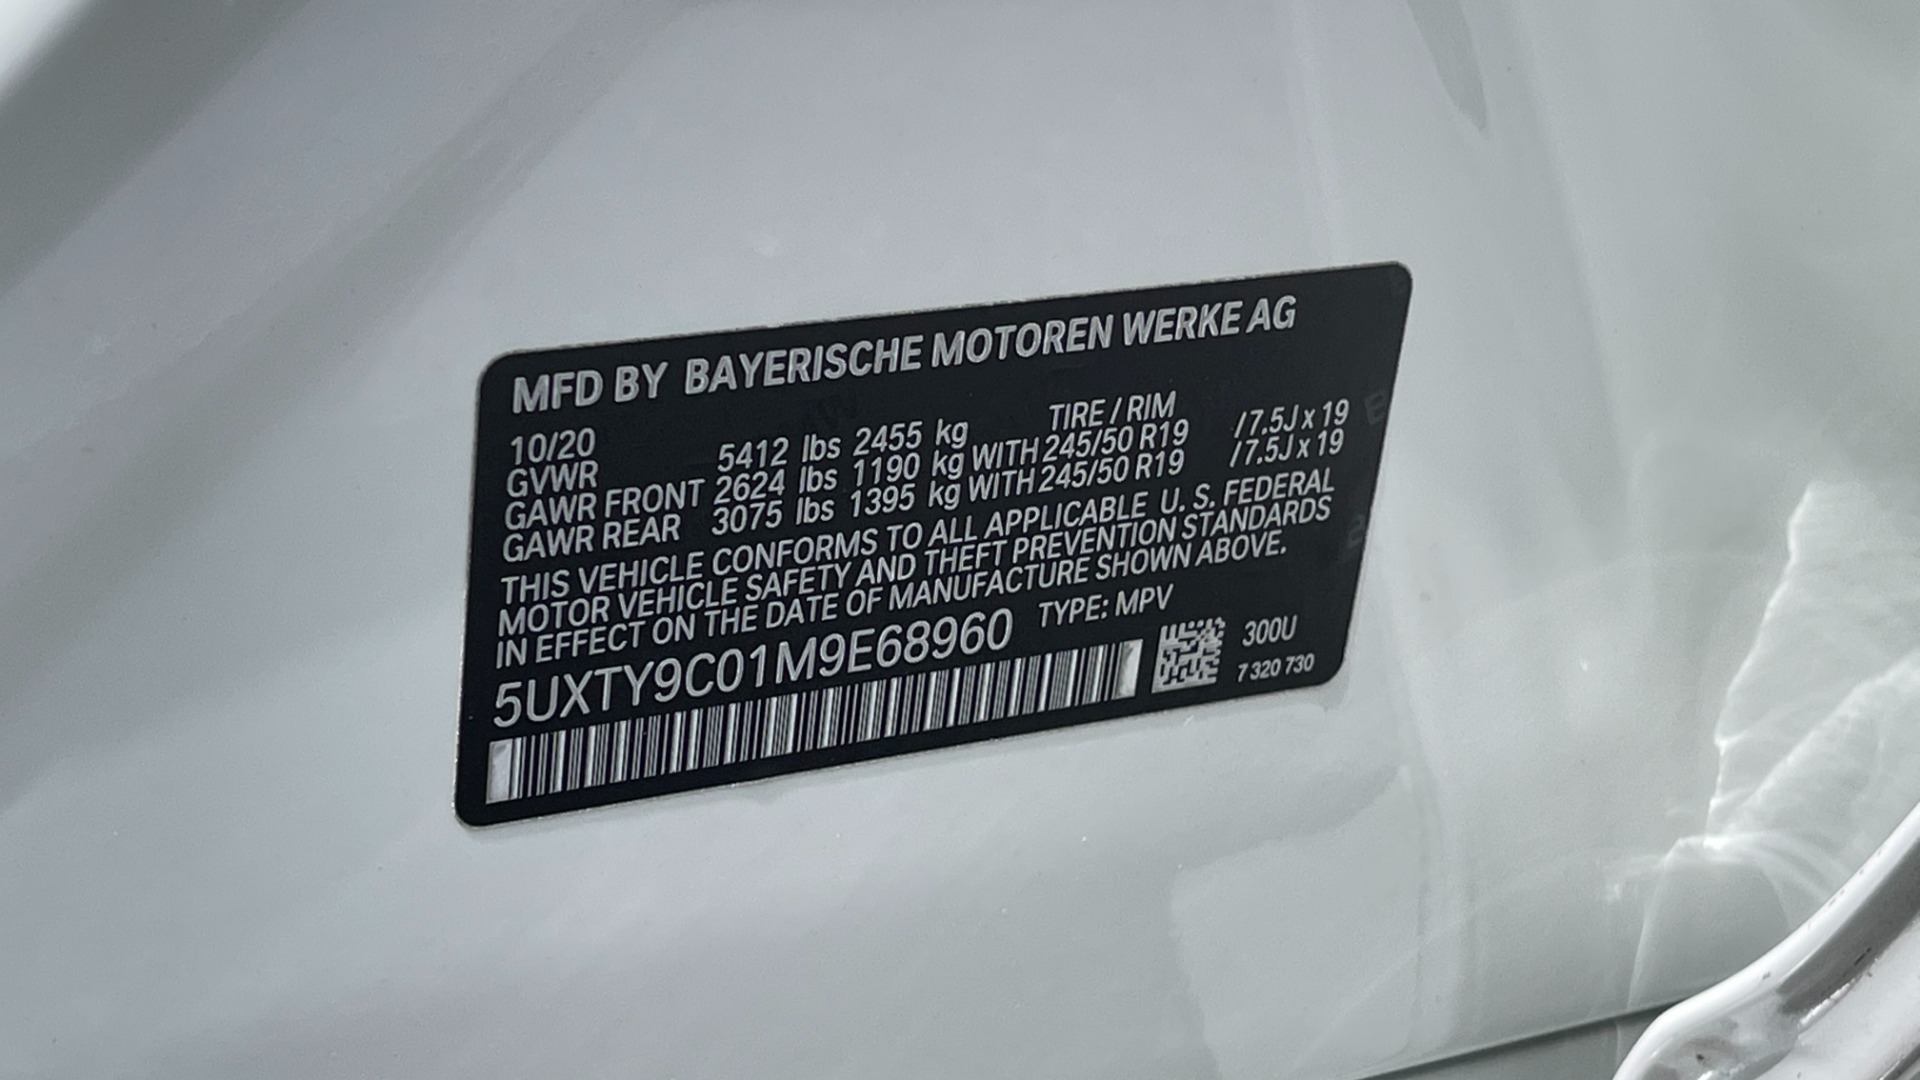 MFD BY BAYERISCHE MOTOREN WERKE AG
10/20 TIRE / RIM
GVWR 5412 lbs 2455 kg
GAWR FRONT 2624 lbs 1190 kg WITH 245/50 R19 /7.5J x 19
GAWR REAR 3075 lbs 1395 kg WITH 245/50 R19 /7.5J x 19
THIS VEHICLE CONFORMS TO ALL APPLICABLE U. S. FEDERAL
MOTOR VEHICLE SAFETY AND THEFT PREVENTION STANDARDS
IN EFFECT ON THE DATE OF MANUFACTURE SHOWN ABOVE.
5UXTY9C01M9E68960 TYPE: MPV
300U
7 320 730